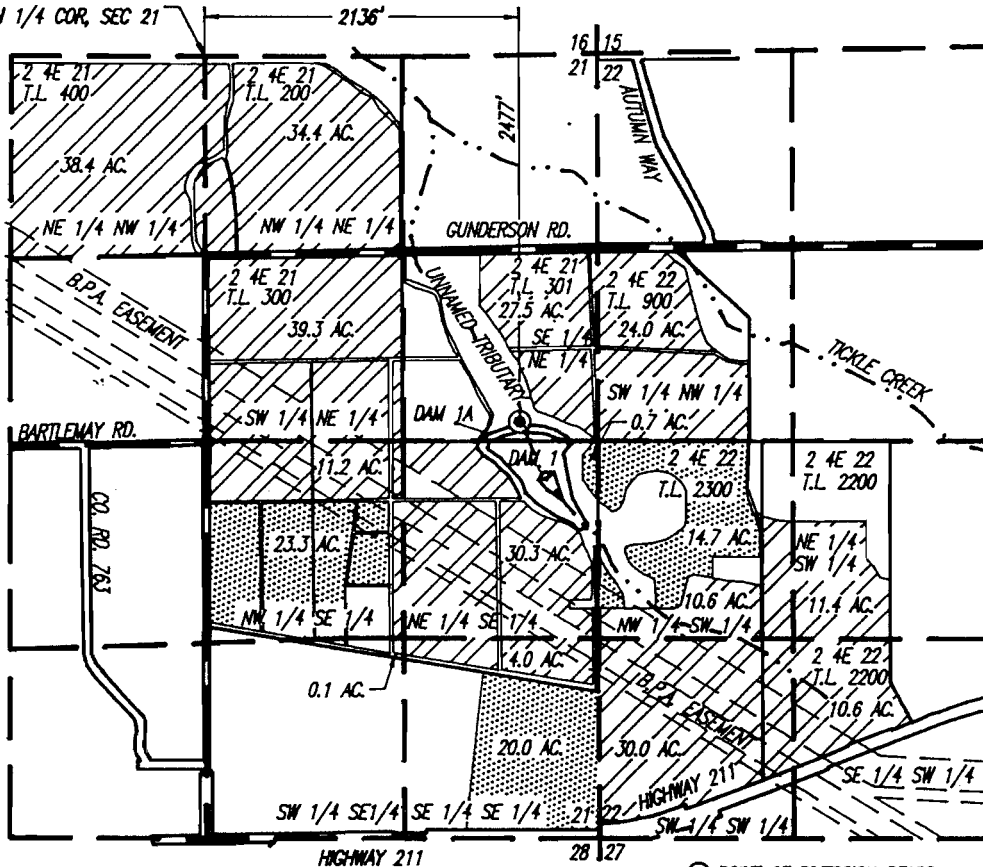 1/4 COR, SEC 21
2136'
2477'
16 15
21 22
2 4E 21
T.L. 400
38.4 AC.
NE 1/4 NW 1/4
2 4E 21
T.L. 200
34.4 AC.
NW 1/4 NE 1/4
AUTUMN WAY
GUNDERSON RD.
B.P.A. EASEMENT
2 4E 21
T.L. 300
39.3 AC.
UNNAMED TRIBUTARY
2 4E 21
T.L. 301
27.5 AC.
SE 1/4
NE 1/4
2 4E 22
T.L. 900
24.0 AC.
TICKLE CREEK
SW 1/4 NE 1/4
SW 1/4 NW 1/4
0.7 AC.
BARTLEMAY RD.
DAM 1A
DAM 1
11.2 AC.
2 4E 22
T.L. 2300
14.7 AC.
2 4E 22
T.L. 2200
NE 1/4
SW 1/4
11.4 AC.
CO. RD. 763
23.3 AC.
30.3 AC.
10.6 AC.
NW 1/4 SE 1/4
NE 1/4 SE 1/4
NW 1/4 SW 1/4
4.0 AC.
0.1 AC.
2 4E 22
T.L. 2200
10.6 AC.
B.P.A. EASEMENT
20.0 AC.
30.0 AC.
HIGHWAY 211
SE 1/4 SW 1/4
SW 1/4 SE1/4
SE 1/4 SE 1/4
21 22
SW 1/4 SW 1/4
HIGHWAY 211
28 27